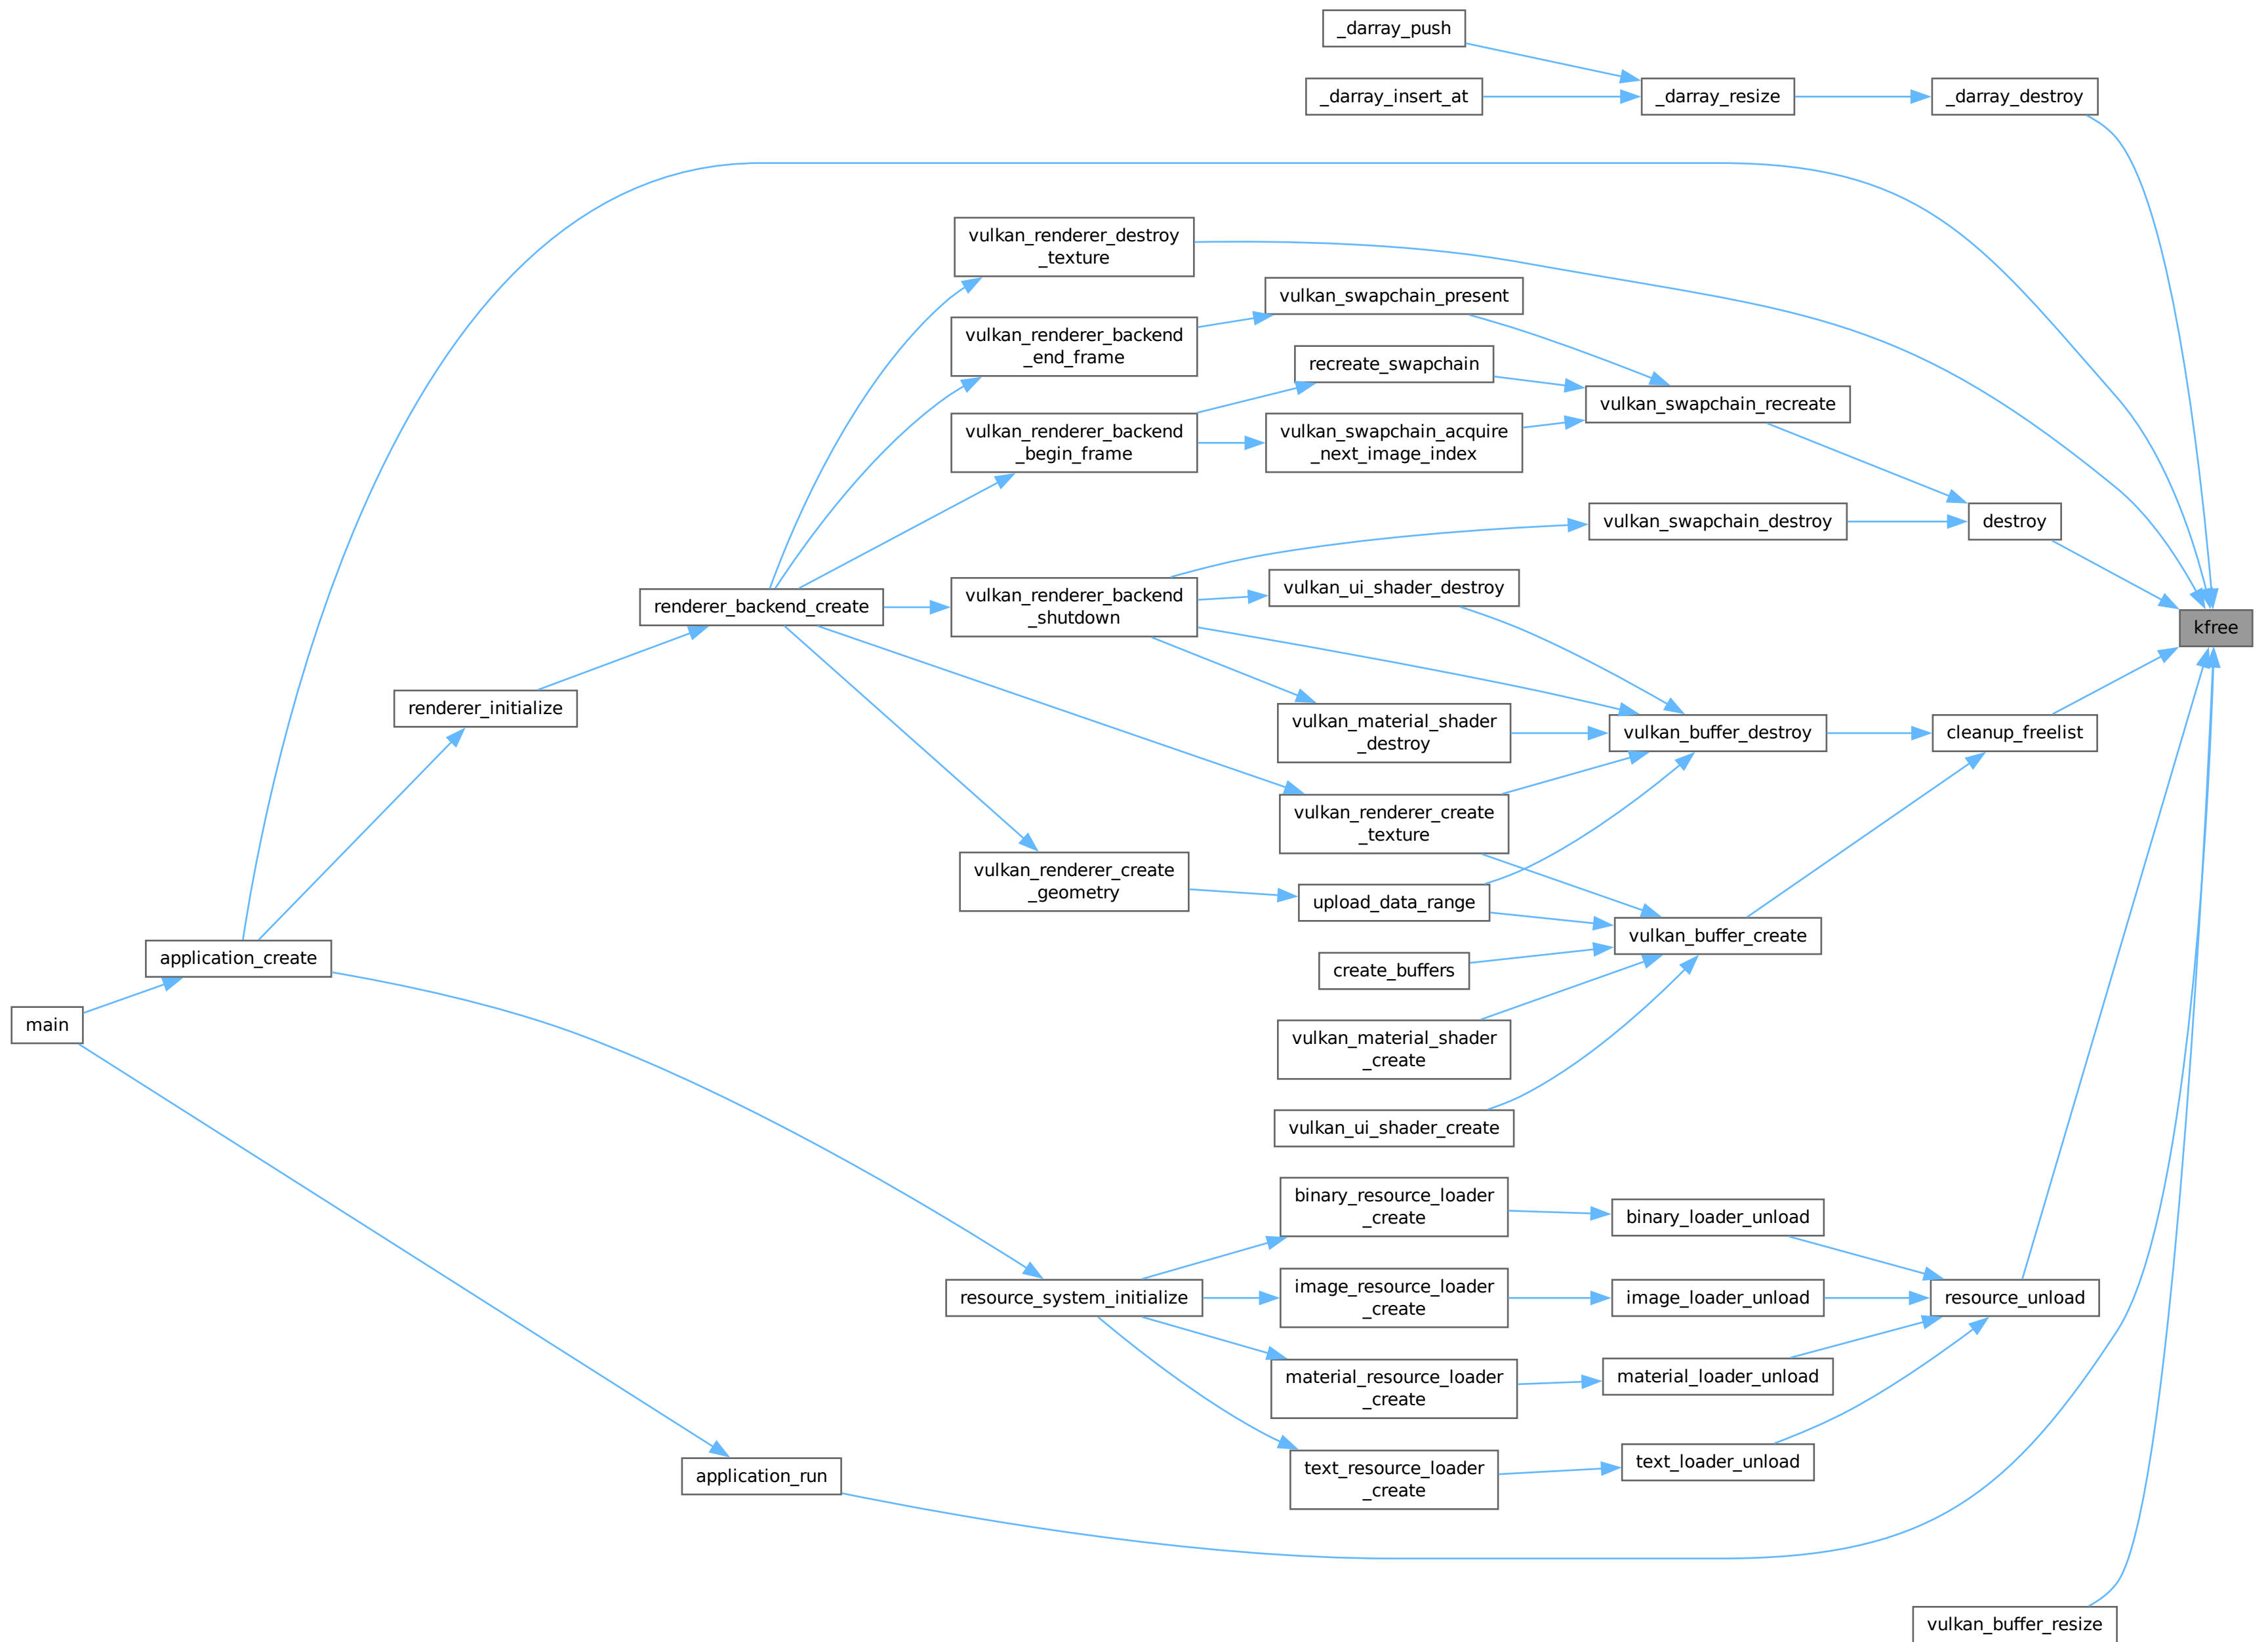 _darray_push
_darray_insert_at
_darray_resize
_darray_destroy
vulkan_renderer_destroy
_texture
vulkan_swapchain_present
vulkan_renderer_backend
_end_frame
recreate_swapchain
vulkan_swapchain_recreate
vulkan_renderer_backend
_begin_frame
vulkan_swapchain_acquire
_next_image_index
vulkan_swapchain_destroy
destroy
renderer_backend_create
vulkan_renderer_backend
_shutdown
vulkan_ui_shader_destroy
kfree
renderer_initialize
vulkan_material_shader
_destroy
vulkan_buffer_destroy
cleanup_freelist
vulkan_renderer_create
_texture
vulkan_renderer_create
_geometry
upload_data_range
vulkan_buffer_create
application_create
create_buffers
main
vulkan_material_shader
_create
vulkan_ui_shader_create
binary_resource_loader
_create
binary_loader_unload
resource_system_initialize
image_resource_loader
_create
image_loader_unload
resource_unload
material_resource_loader
_create
material_loader_unload
application_run
text_resource_loader
_create
text_loader_unload
vulkan_buffer_resize